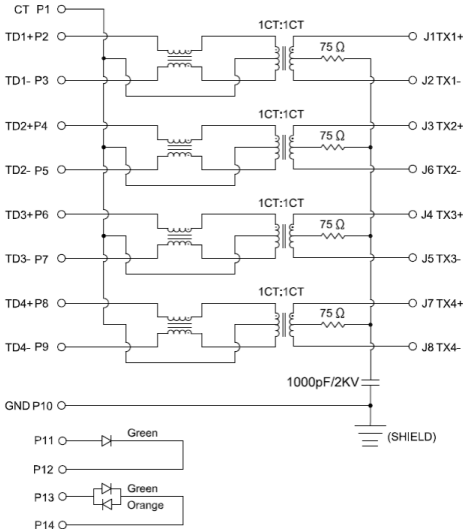 CT P1
1CT:1CT
TD1+ P2
75 Ω
J1 TX1+
TD1- P3
J2 TX1-
1CT:1CT
TD2+ P4
75 Ω
J3 TX2+
TD2- P5
J6 TX2-
1CT:1CT
TD3+ P6
75 Ω
J4 TX3+
TD3- P7
J5 TX3-
1CT:1CT
TD4+ P8
75 Ω
J7 TX4+
TD4- P9
J8 TX4-
1000pF/2KV
GND P10
(SHIELD)
P11
Green
P12
P13
Green
Orange
P14